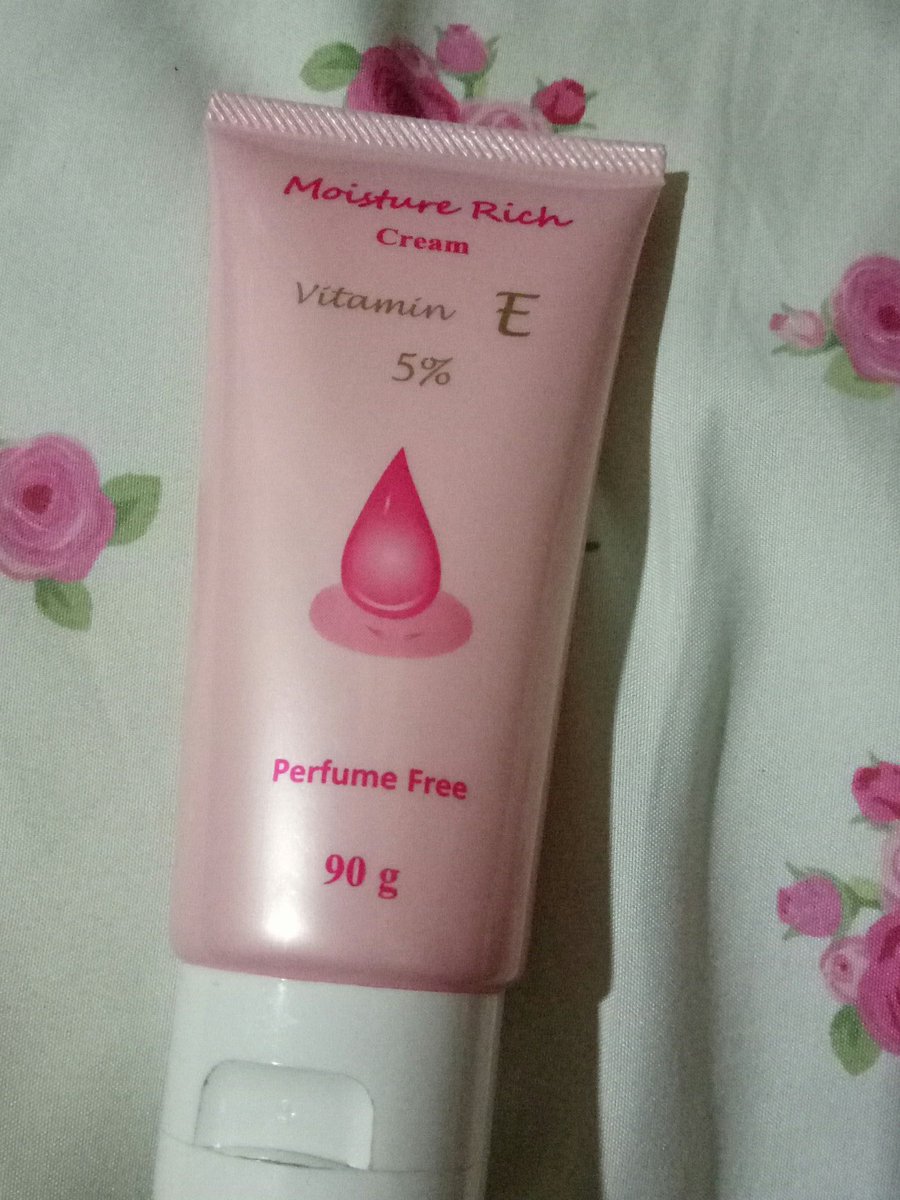 Moisture Rich
Cream
Vitamin E
5%
Perfume Free
90 g